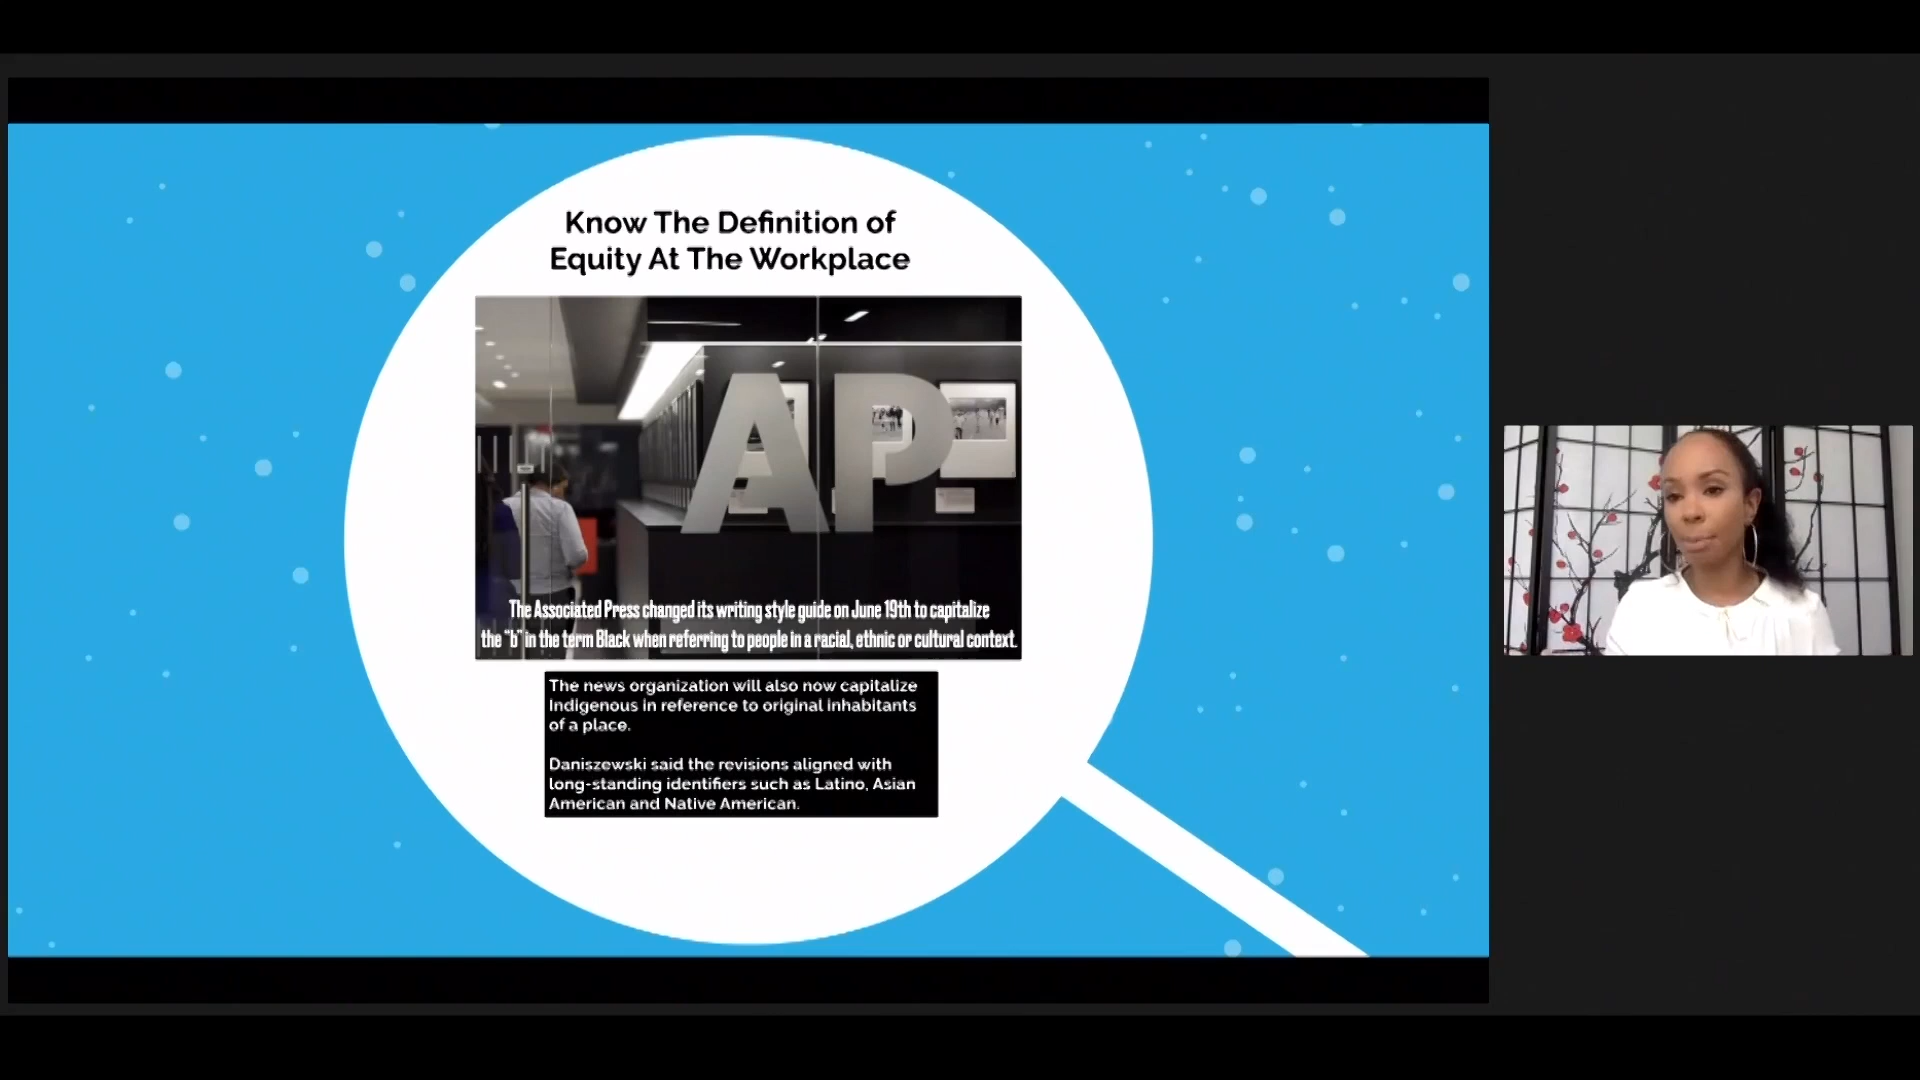 Know The Definition of
Equity At The Workplace
AP
The Associated Press changed its writing style guide on June 19th to capitalize
the "b" in the term Black when referring to people in a racial, ethnic or cultural context.
The news organization will also now capitalize
Indigenous in reference to original inhabitants
of a place.
Daniszewski said the revisions aligned with
long-standing identifiers such as Latino, Asian
American and Native American.